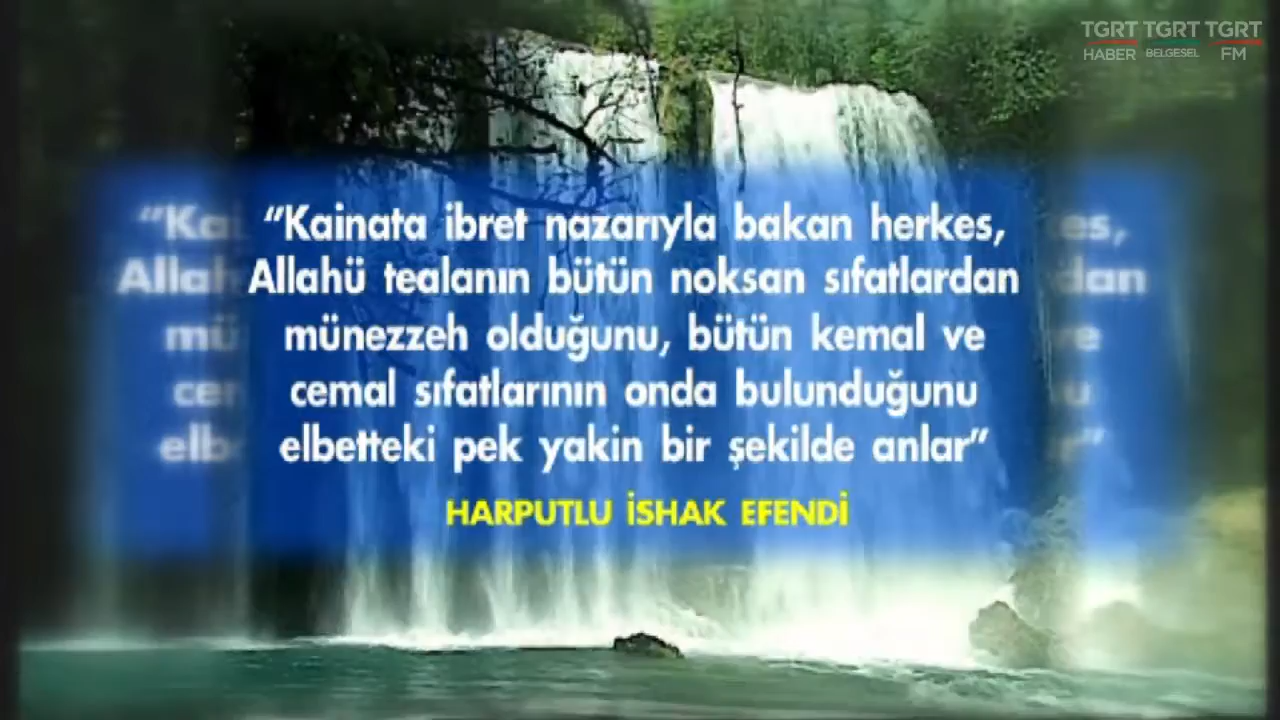 TGRT TGRT TGRT
HABER BELGESEL FM
“Kainata ibret nazarıyla bakan herkes,
Allahü tealanın bütün noksan sıfatlardan
münezzeh olduğunu, bütün kemal ve
cemal sıfatlarının onda bulunduğunu
elbetteki pek yakin bir şekilde anlar”
HARPUTLU İSHAK EFENDİ